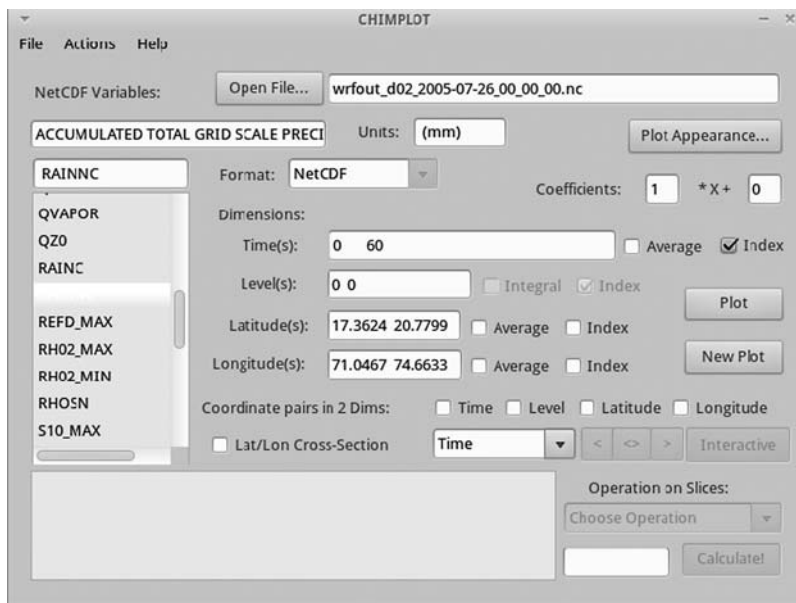 CHIMPLOT
File Actions Help
NetCDF Variables: Open File... wrfout_d02_2005-07-26_00_00_00.nc
ACCUMULATED TOTAL GRID SCALE PRECI Units: (mm) Plot Appearance...
RAINNC Format: NetCDF
Coefficients: 1 * X + 0
QVAPOR Dimensions:
QZ0 Time(s): 0 60 Average Index
RAINC
Level(s): 0 0 Integral Index
Plot
REFD_MAX Latitude(s): 17.3624 20.7799 Average Index
RH02_MAX
RH02_MIN Longitude(s): 71.0467 74.6633 Average Index New Plot
RHOSN Coordinate pairs in 2 Dims: Time Level Latitude Longitude
S10_MAX Lat/Lon Cross-Section Time < <> > Interactive
Operation on Slices:
Choose Operation
Calculate!